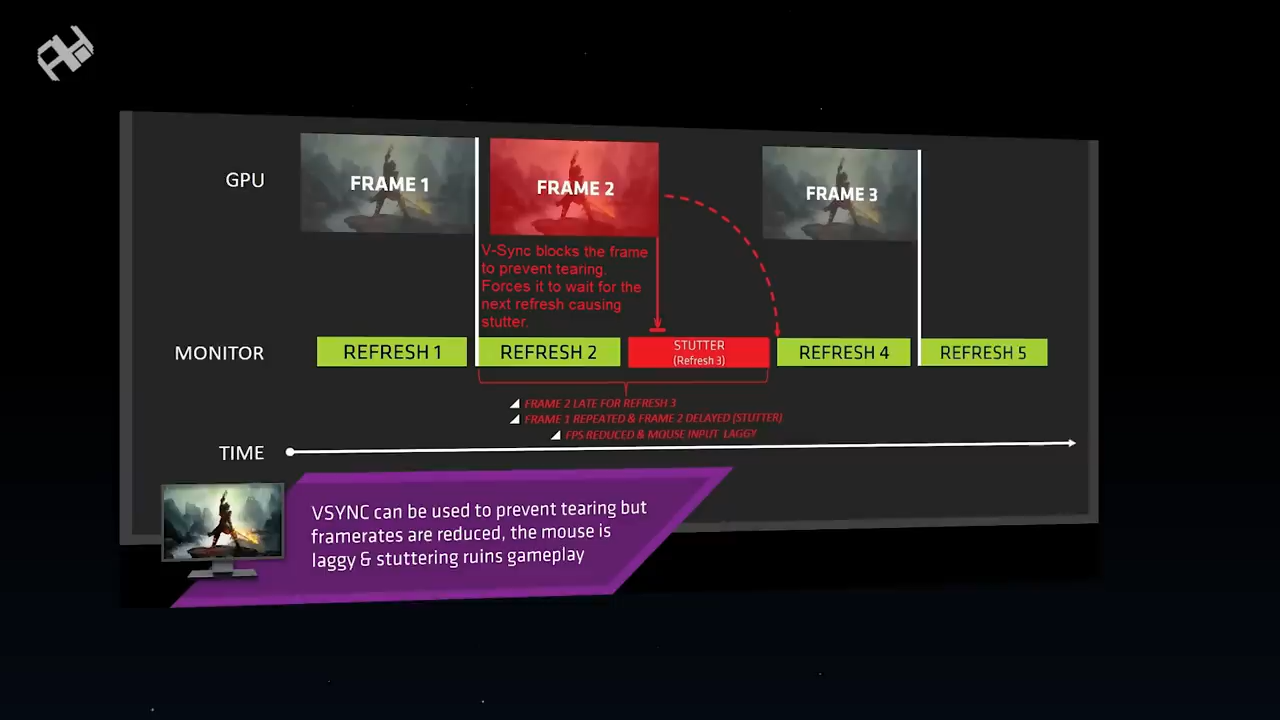 GPU
FRAME 1
FRAME 2
FRAME 3
V-Sync blocks the frame
to prevent tearing.
Forces it to wait for the
next refresh causing
stutter.
MONITOR
REFRESH 1
REFRESH 2
STUTTER
(Refresh 3)
REFRESH 4
REFRESH 5
FRAME 2 LATE FOR REFRESH 3
FRAME 1 REPEATED & FRAME 2 DELAYED (STUTTER)
FPS REDUCED & MOUSE INPUT LAGGY
TIME
VSYNC can be used to prevent tearing but
framerates are reduced, the mouse is
laggy & stuttering ruins gameplay